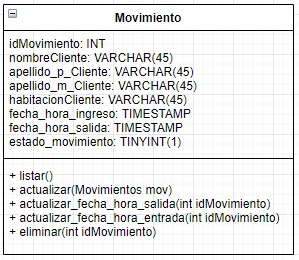 Movimiento
idMovimiento: INT
nombreCliente: VARCHAR(45)
apellido_p_Cliente: VARCHAR(45)
apellido_m_Cliente: VARCHAR(45)
habitacionCliente: VARCHAR(45)
fecha_hora_ingreso: TIMESTAMP
fecha_hora_salida: TIMESTAMP
estado_movimiento: TINYINT(1)
+ listar()
+ actualizar(Movimientos mov)
+ actualizar_fecha_hora_salida(int idMovimiento)
+ actualizar_fecha_hora_entrada(int idMovimiento)
+ eliminar(int idMovimiento)